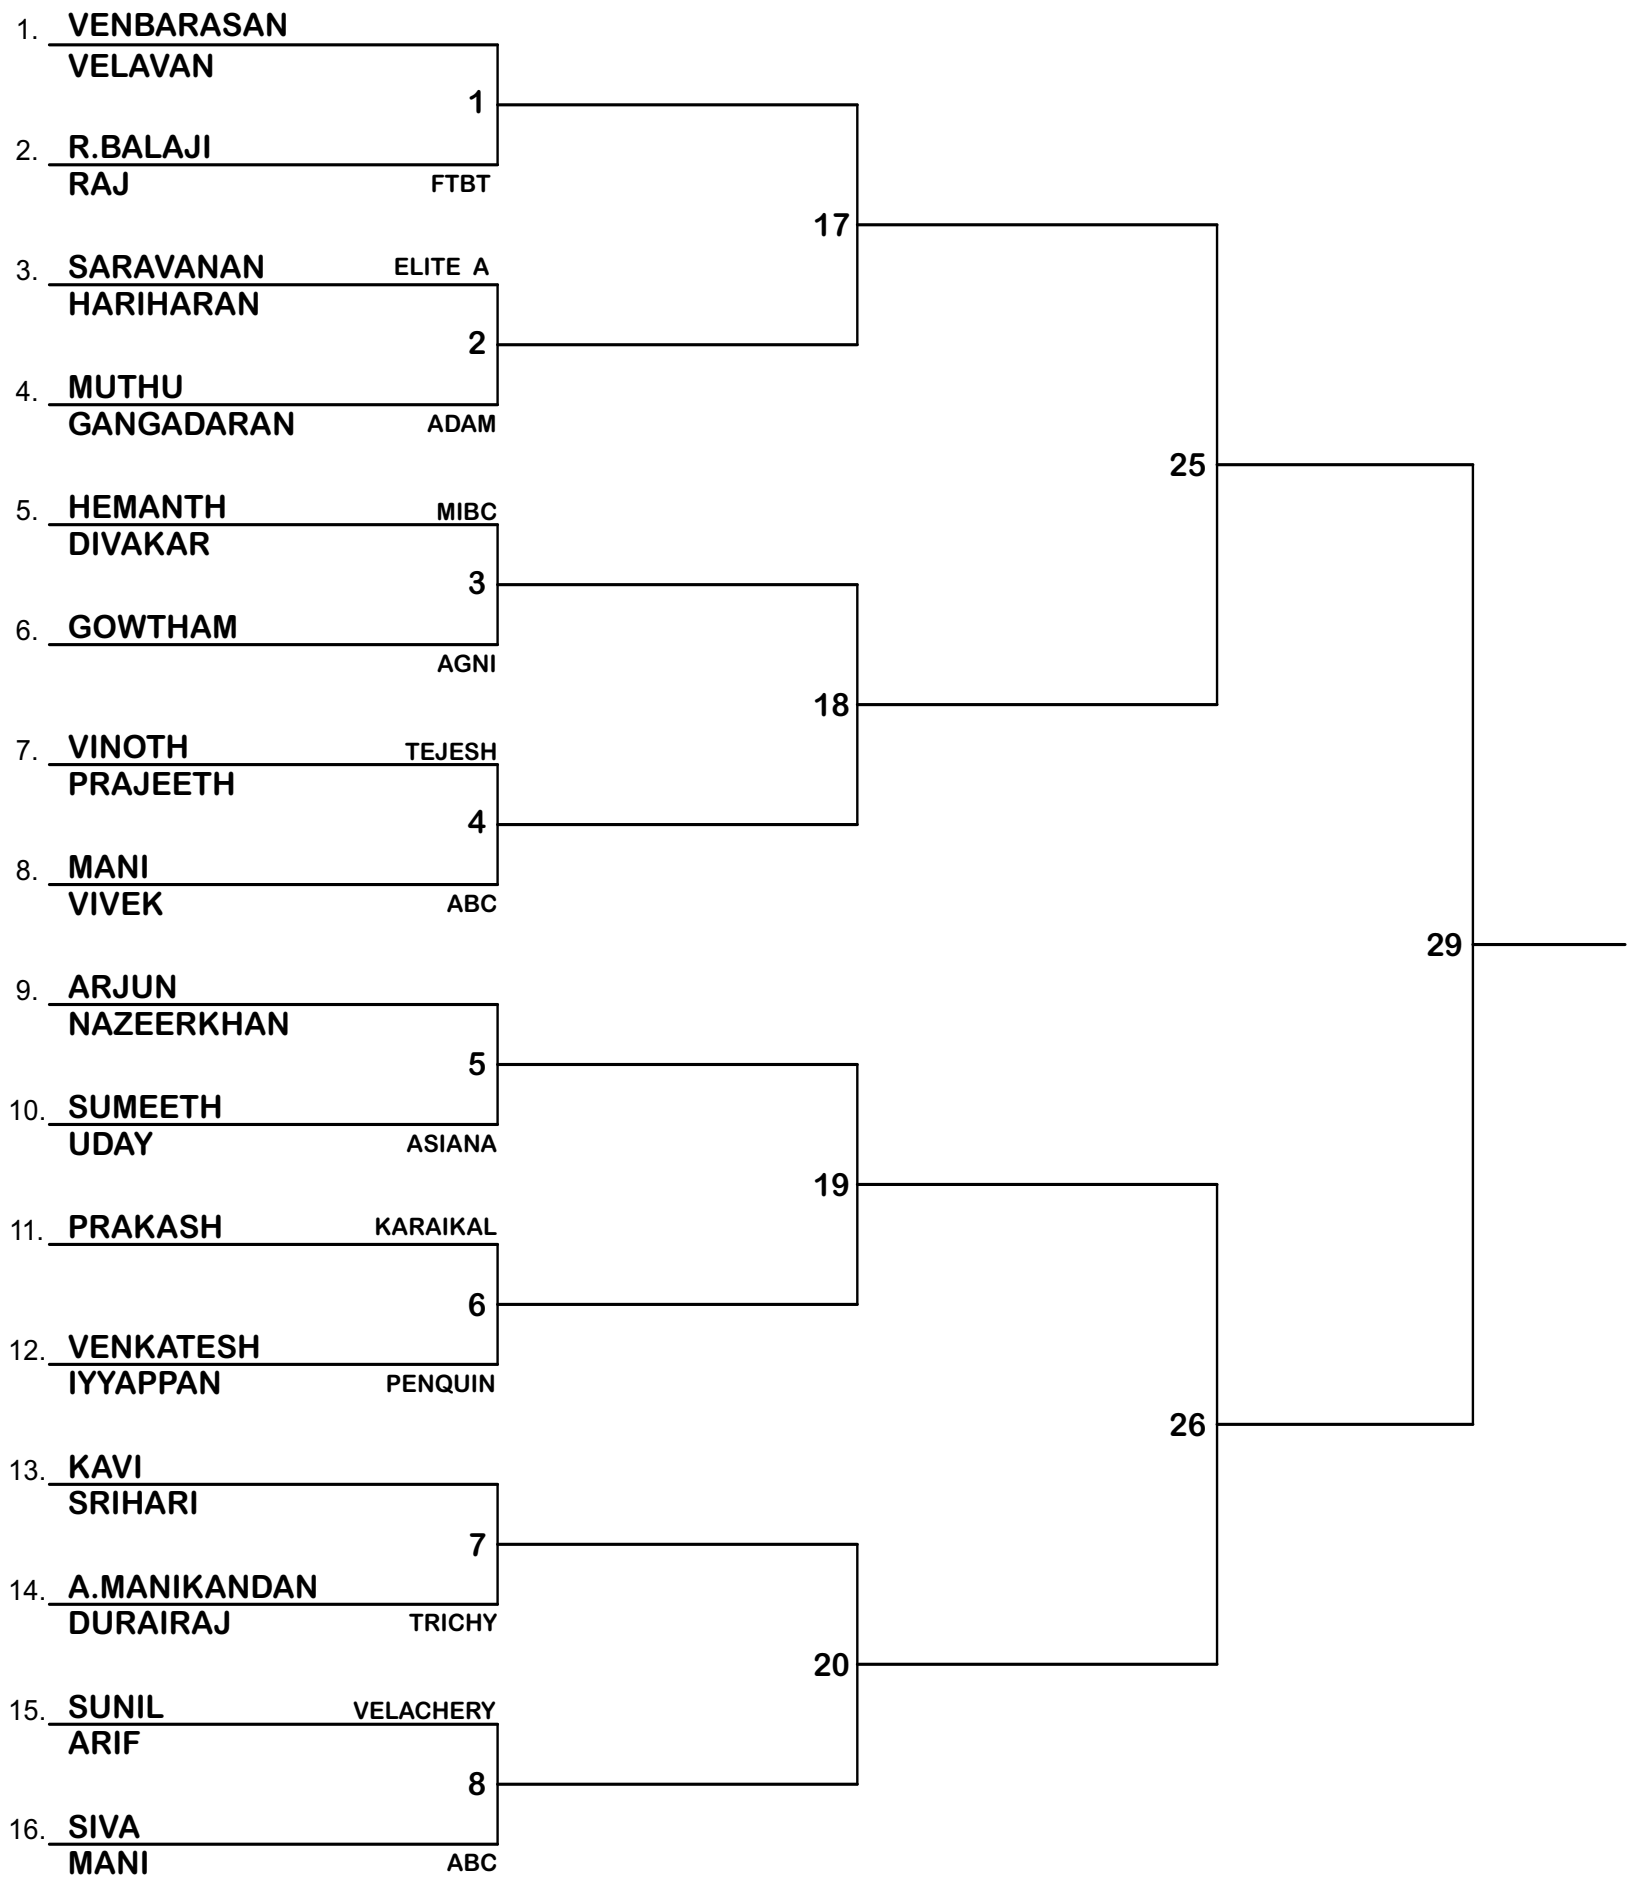 1. VENBARASAN
VELAVAN
1
2. R.BALAJI
RAJ FTBT
17
3. SARAVANAN ELITE A
HARIHARAN
2
4. MUTHU
GANGADARAN ADAM
25
5. HEMANTH MIBC
DIVAKAR
3
6. GOWTHAM
AGNI
18
7. VINOTH TEJESH
PRAJEETH
4
8. MANI
VIVEK ABC
29
9. ARJUN
NAZEERKHAN
5
10. SUMEETH
UDAY ASIANA
19
11. PRAKASH KARAIKAL
6
12. VENKATESH
IYYAPPAN PENQUIN
26
13. KAVI
SRIHARI
7
14. A.MANIKANDAN
DURAIRAJ TRICHY
20
15. SUNIL VELACHERY
ARIF
8
16. SIVA
MANI ABC